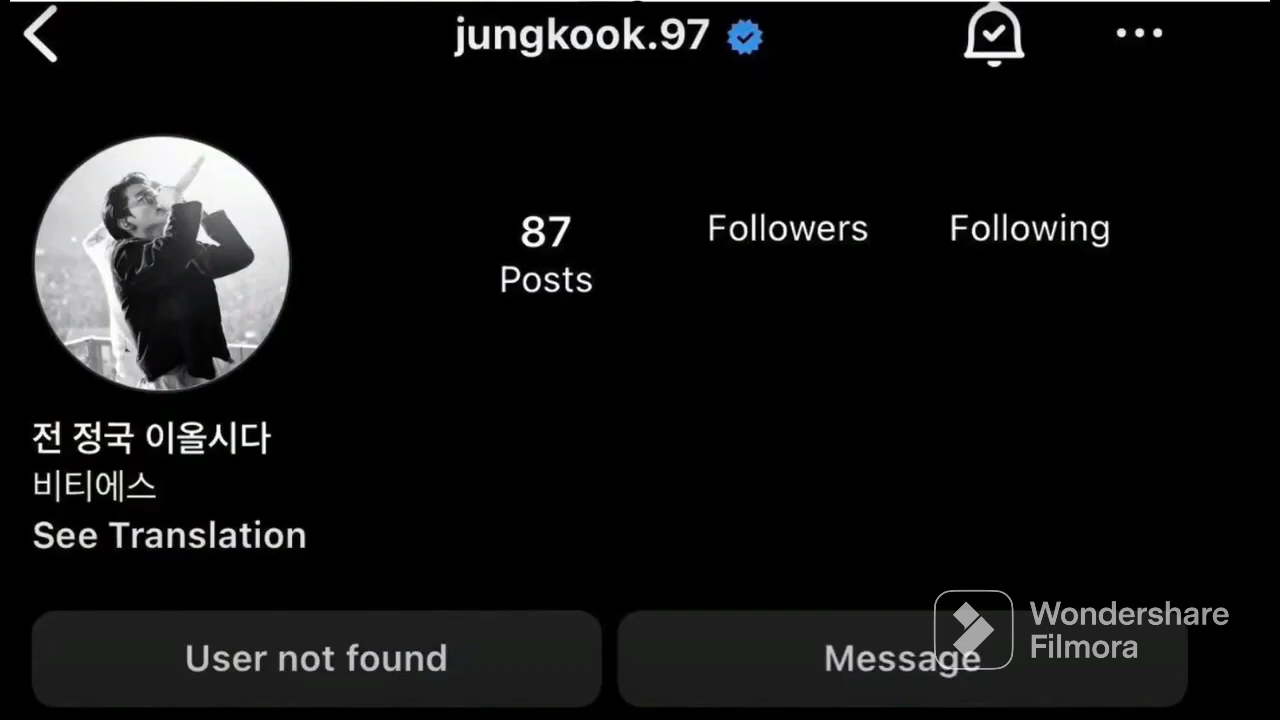 jungkook.97
87
Posts
Followers
Following
전 정국 이올시다
비티에스
See Translation
User not found
Message
Wondershare
Filmora